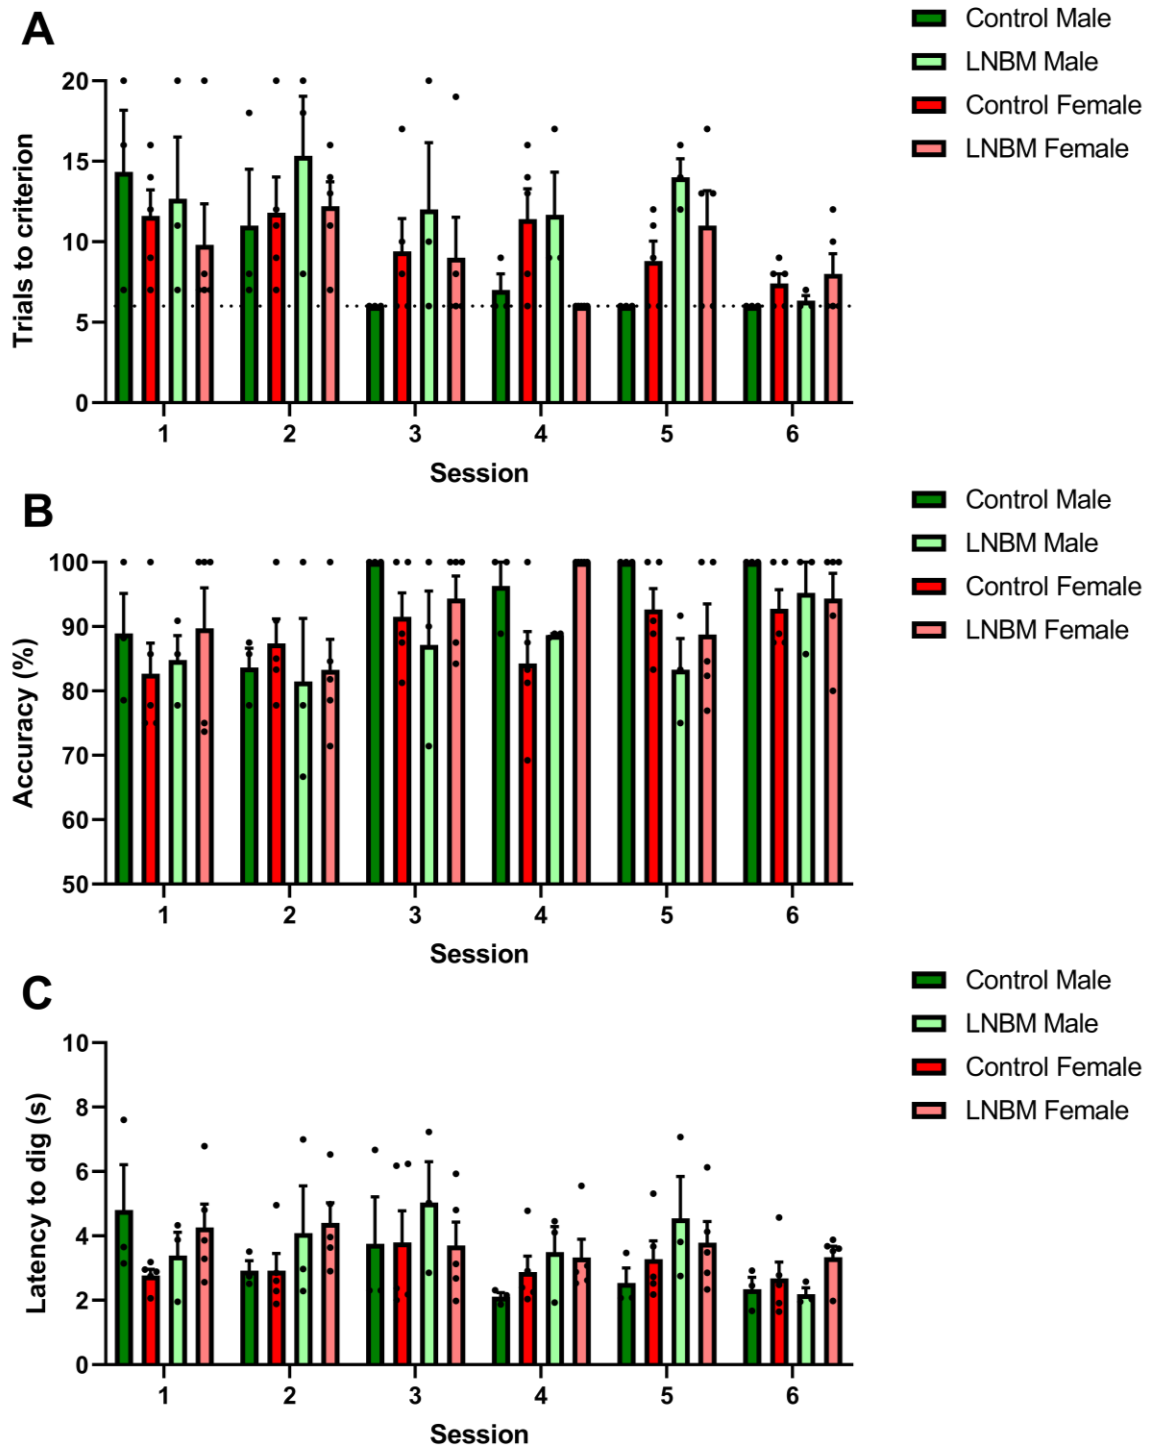 A
Control Male
LNBM Male
Control Female
LNBM Female
Trials to criterion
20
15
10
5
0
1 2 3 4 5 6
Session
B
Control Male
LNBM Male
Control Female
LNBM Female
Accuracy (%)
100
90
80
70
60
50
1 2 3 4 5 6
Session
C
Control Male
LNBM Male
Control Female
LNBM Female
Latency to dig (s)
10
8
6
4
2
0
1 2 3 4 5 6
Session